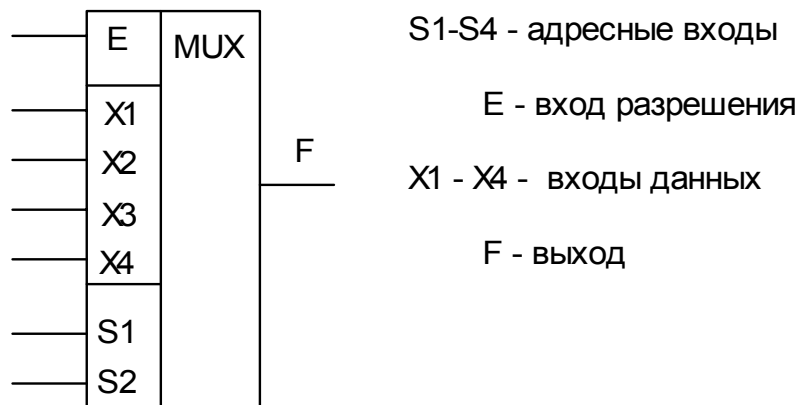 E
MUX
X1
X2
X3
X4
S1
S2
F
S1-S4 - адресные входы
E - вход разрешения
X1 - X4 - входы данных
F - выход